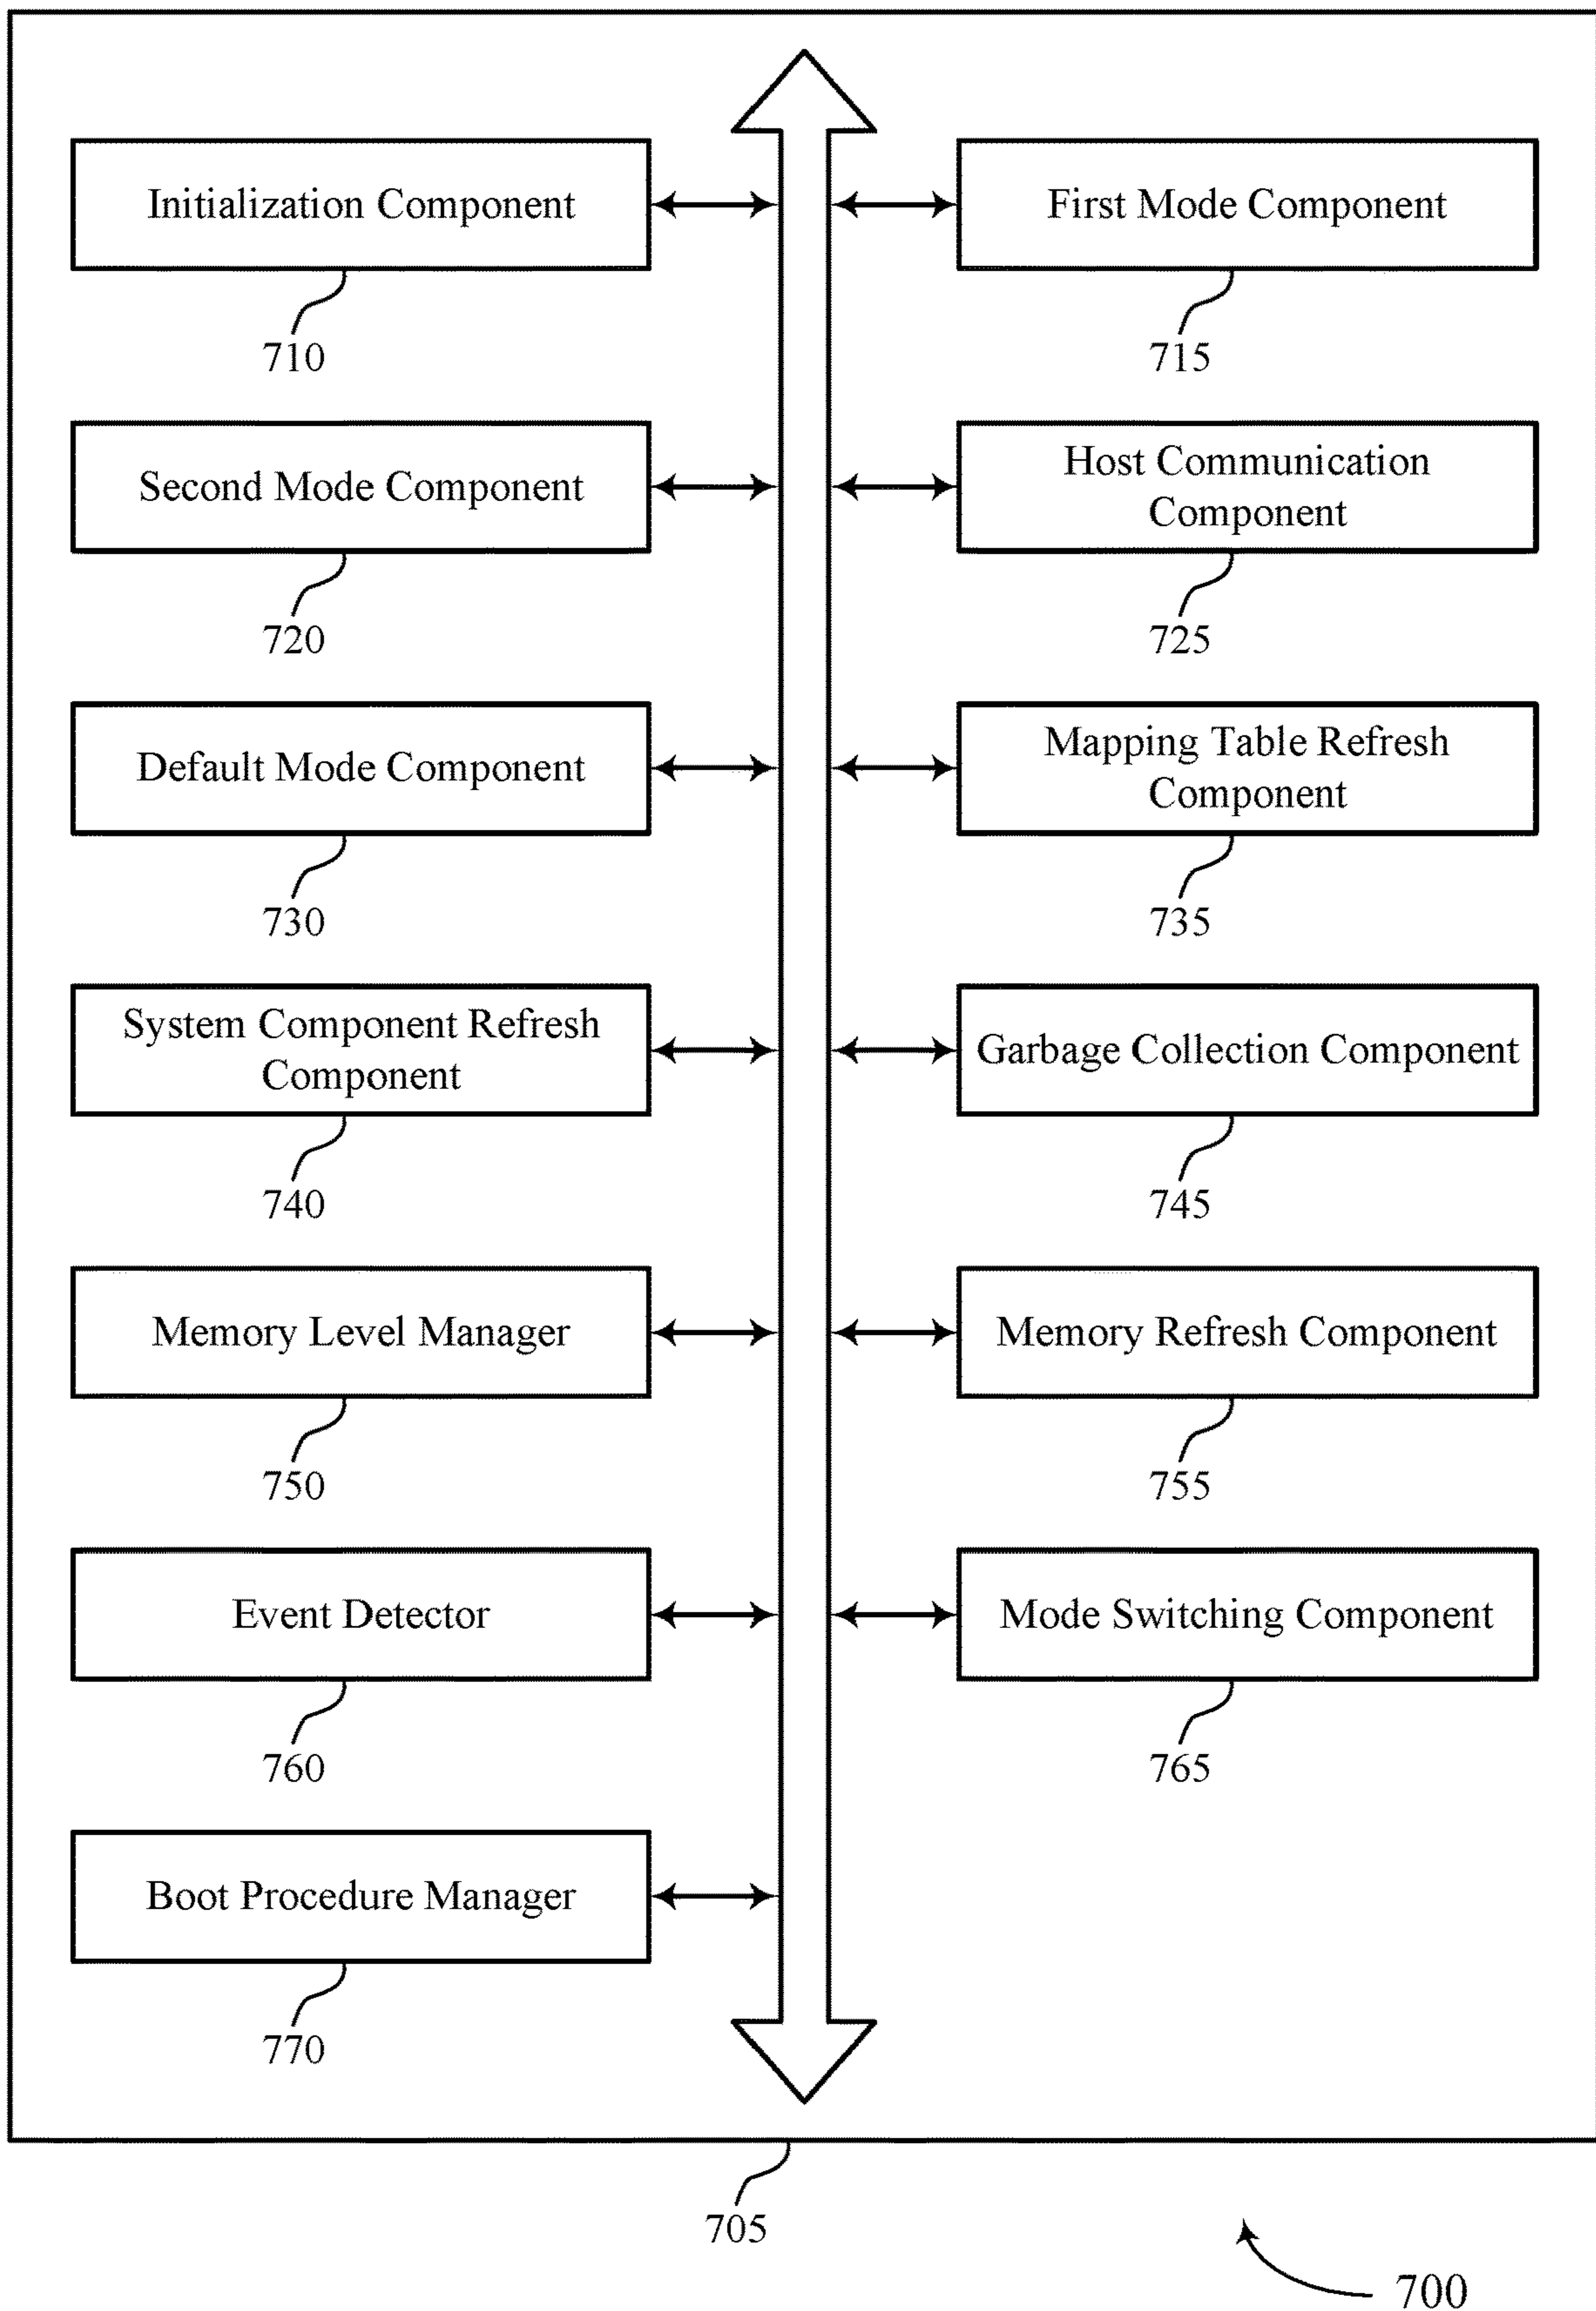 Initialization Component
First Mode Component
710
715
Second Mode Component
Host Communication
Component
720
725
Default Mode Component
Mapping Table Refresh
Component
730
735
System Component Refresh
Component
Garbage Collection Component
740
745
Memory Level Manager
Memory Refresh Component
750
755
Event Detector
Mode Switching Component
760
765
Boot Procedure Manager
770
705
700